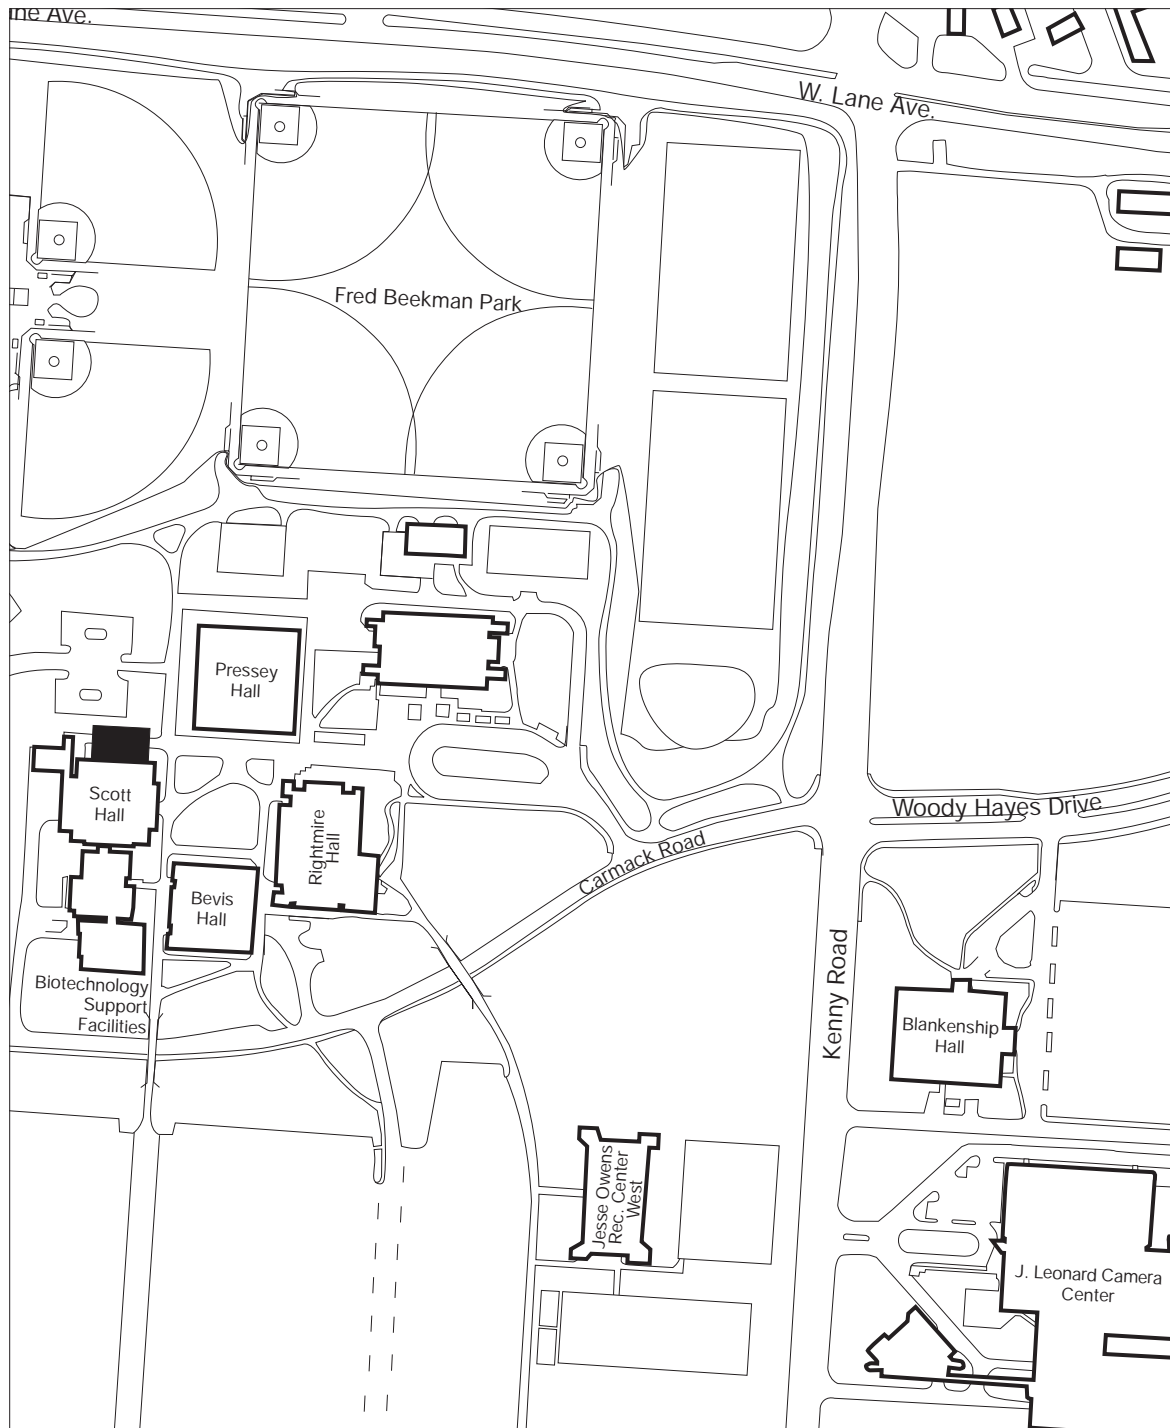 ne Ave.
W. Lane Ave.
Fred Beekman Park
Pressey
Hall
Scott
Hall
Rightmire
Hall
Woody Hayes Drive
Carmack Road
Bevis
Hall
Kenny Road
Biotechnology
Support
Facilities
Blankenship
Hall
Jesse Owens
Rec. Center
West
J. Leonard Camera
Center